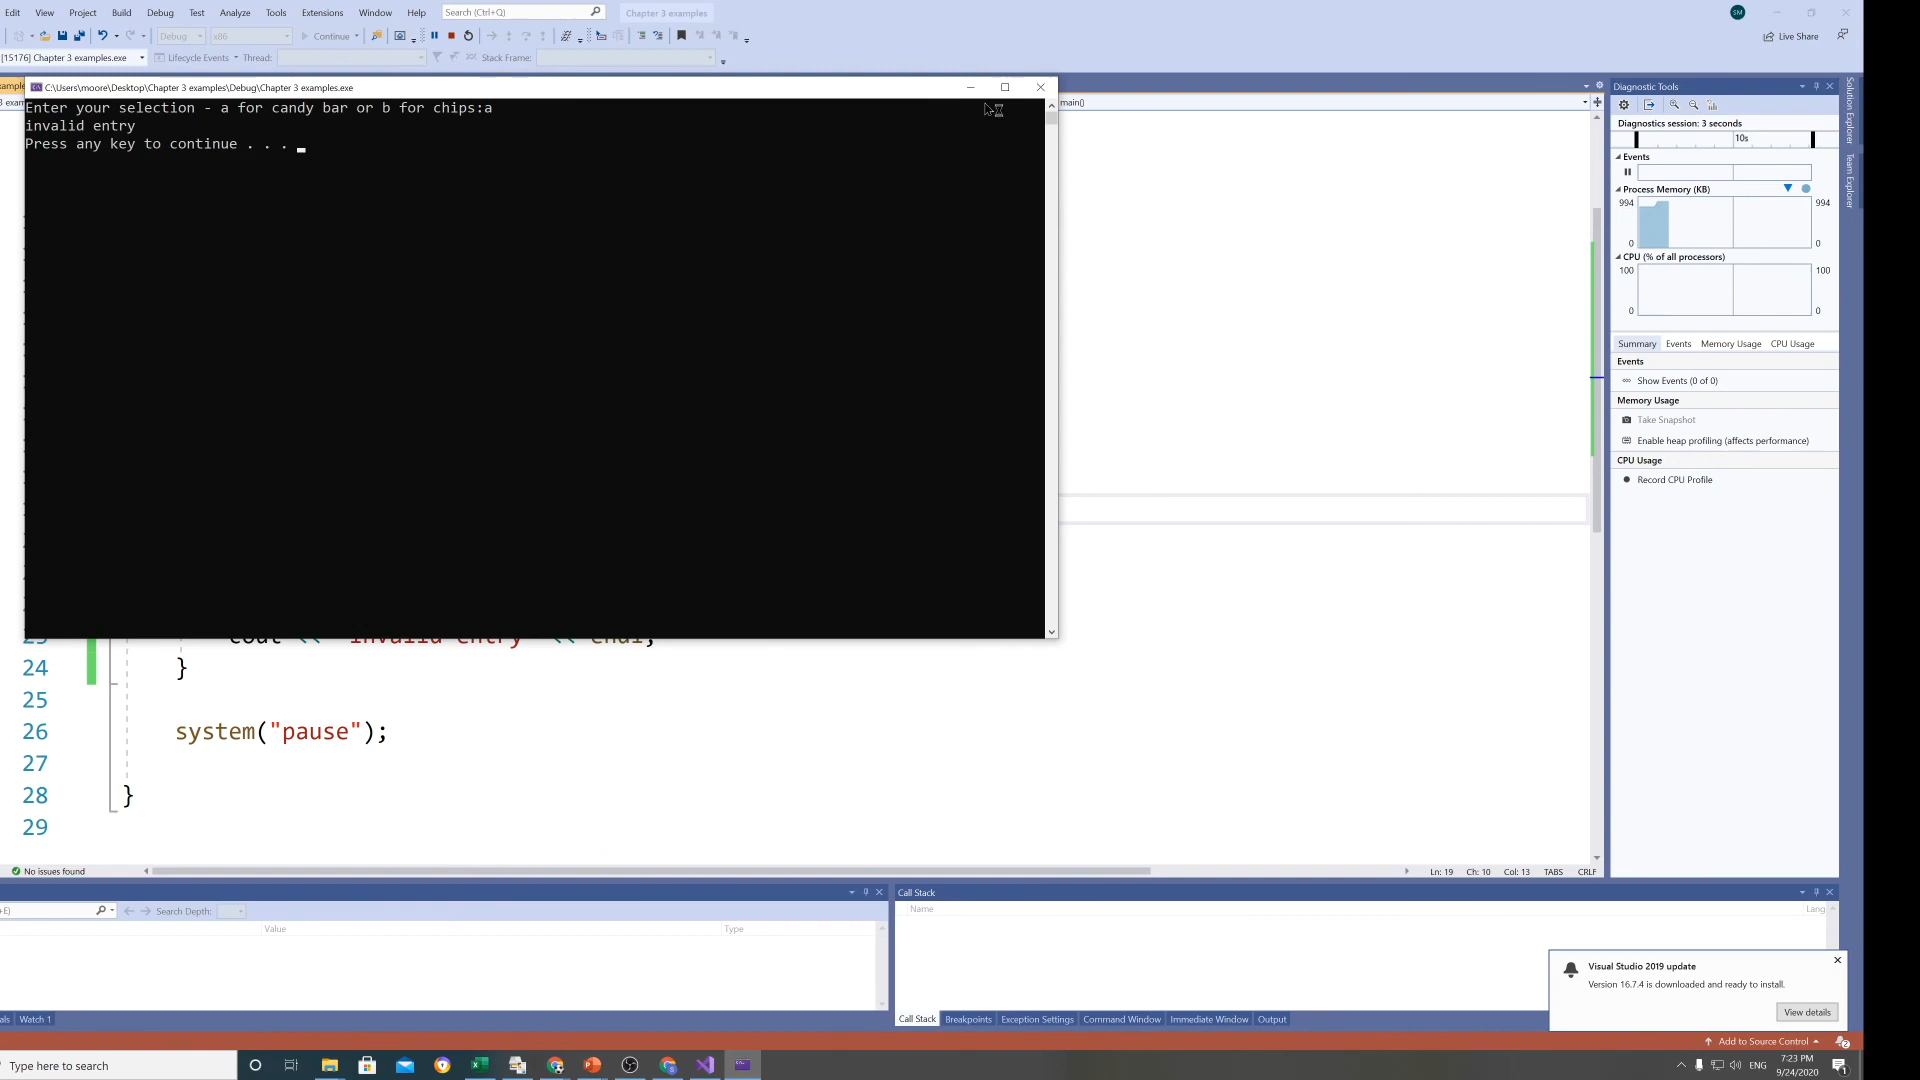 Edit View Project Build Debug Test Analyze Tools Extensions Window Help Search (Ctrl+Q) Chapter 3 examples SM
Debug x86 Continue Live Share
[15176] Chapter 3 examples.exe Lifecycle Events Thread: Stack Frame:
C:\Users\moore\Desktop\Chapter 3 examples\Debug\Chapter 3 examples.exe
main()
Enter your selection - a for candy bar or b for chips:a
invalid entry
Press any key to continue . . .
Diagnostic Tools
Diagnostics session: 3 seconds
10s
Events
Process Memory (KB)
994 994
0 0
CPU (% of all processors)
100 100
0 0
Summary Events Memory Usage CPU Usage
Events
Show Events (0 of 0)
Memory Usage
Take Snapshot
Enable heap profiling (affects performance)
CPU Usage
Record CPU Profile
Solution Explorer
Team Explorer
24 }
25
26 system("pause");
27
28 }
29
No issues found Ln: 19 Ch: 10 Col: 13 TABS CRLF
Search Depth:
Value Type
Watch 1
Call Stack
Name Lang
Call Stack Breakpoints Exception Settings Command Window Immediate Window Output
Visual Studio 2019 update
Version 16.7.4 is downloaded and ready to install.
View details
Add to Source Control 2
Type here to search
ENG 7:23 PM
9/24/2020 1